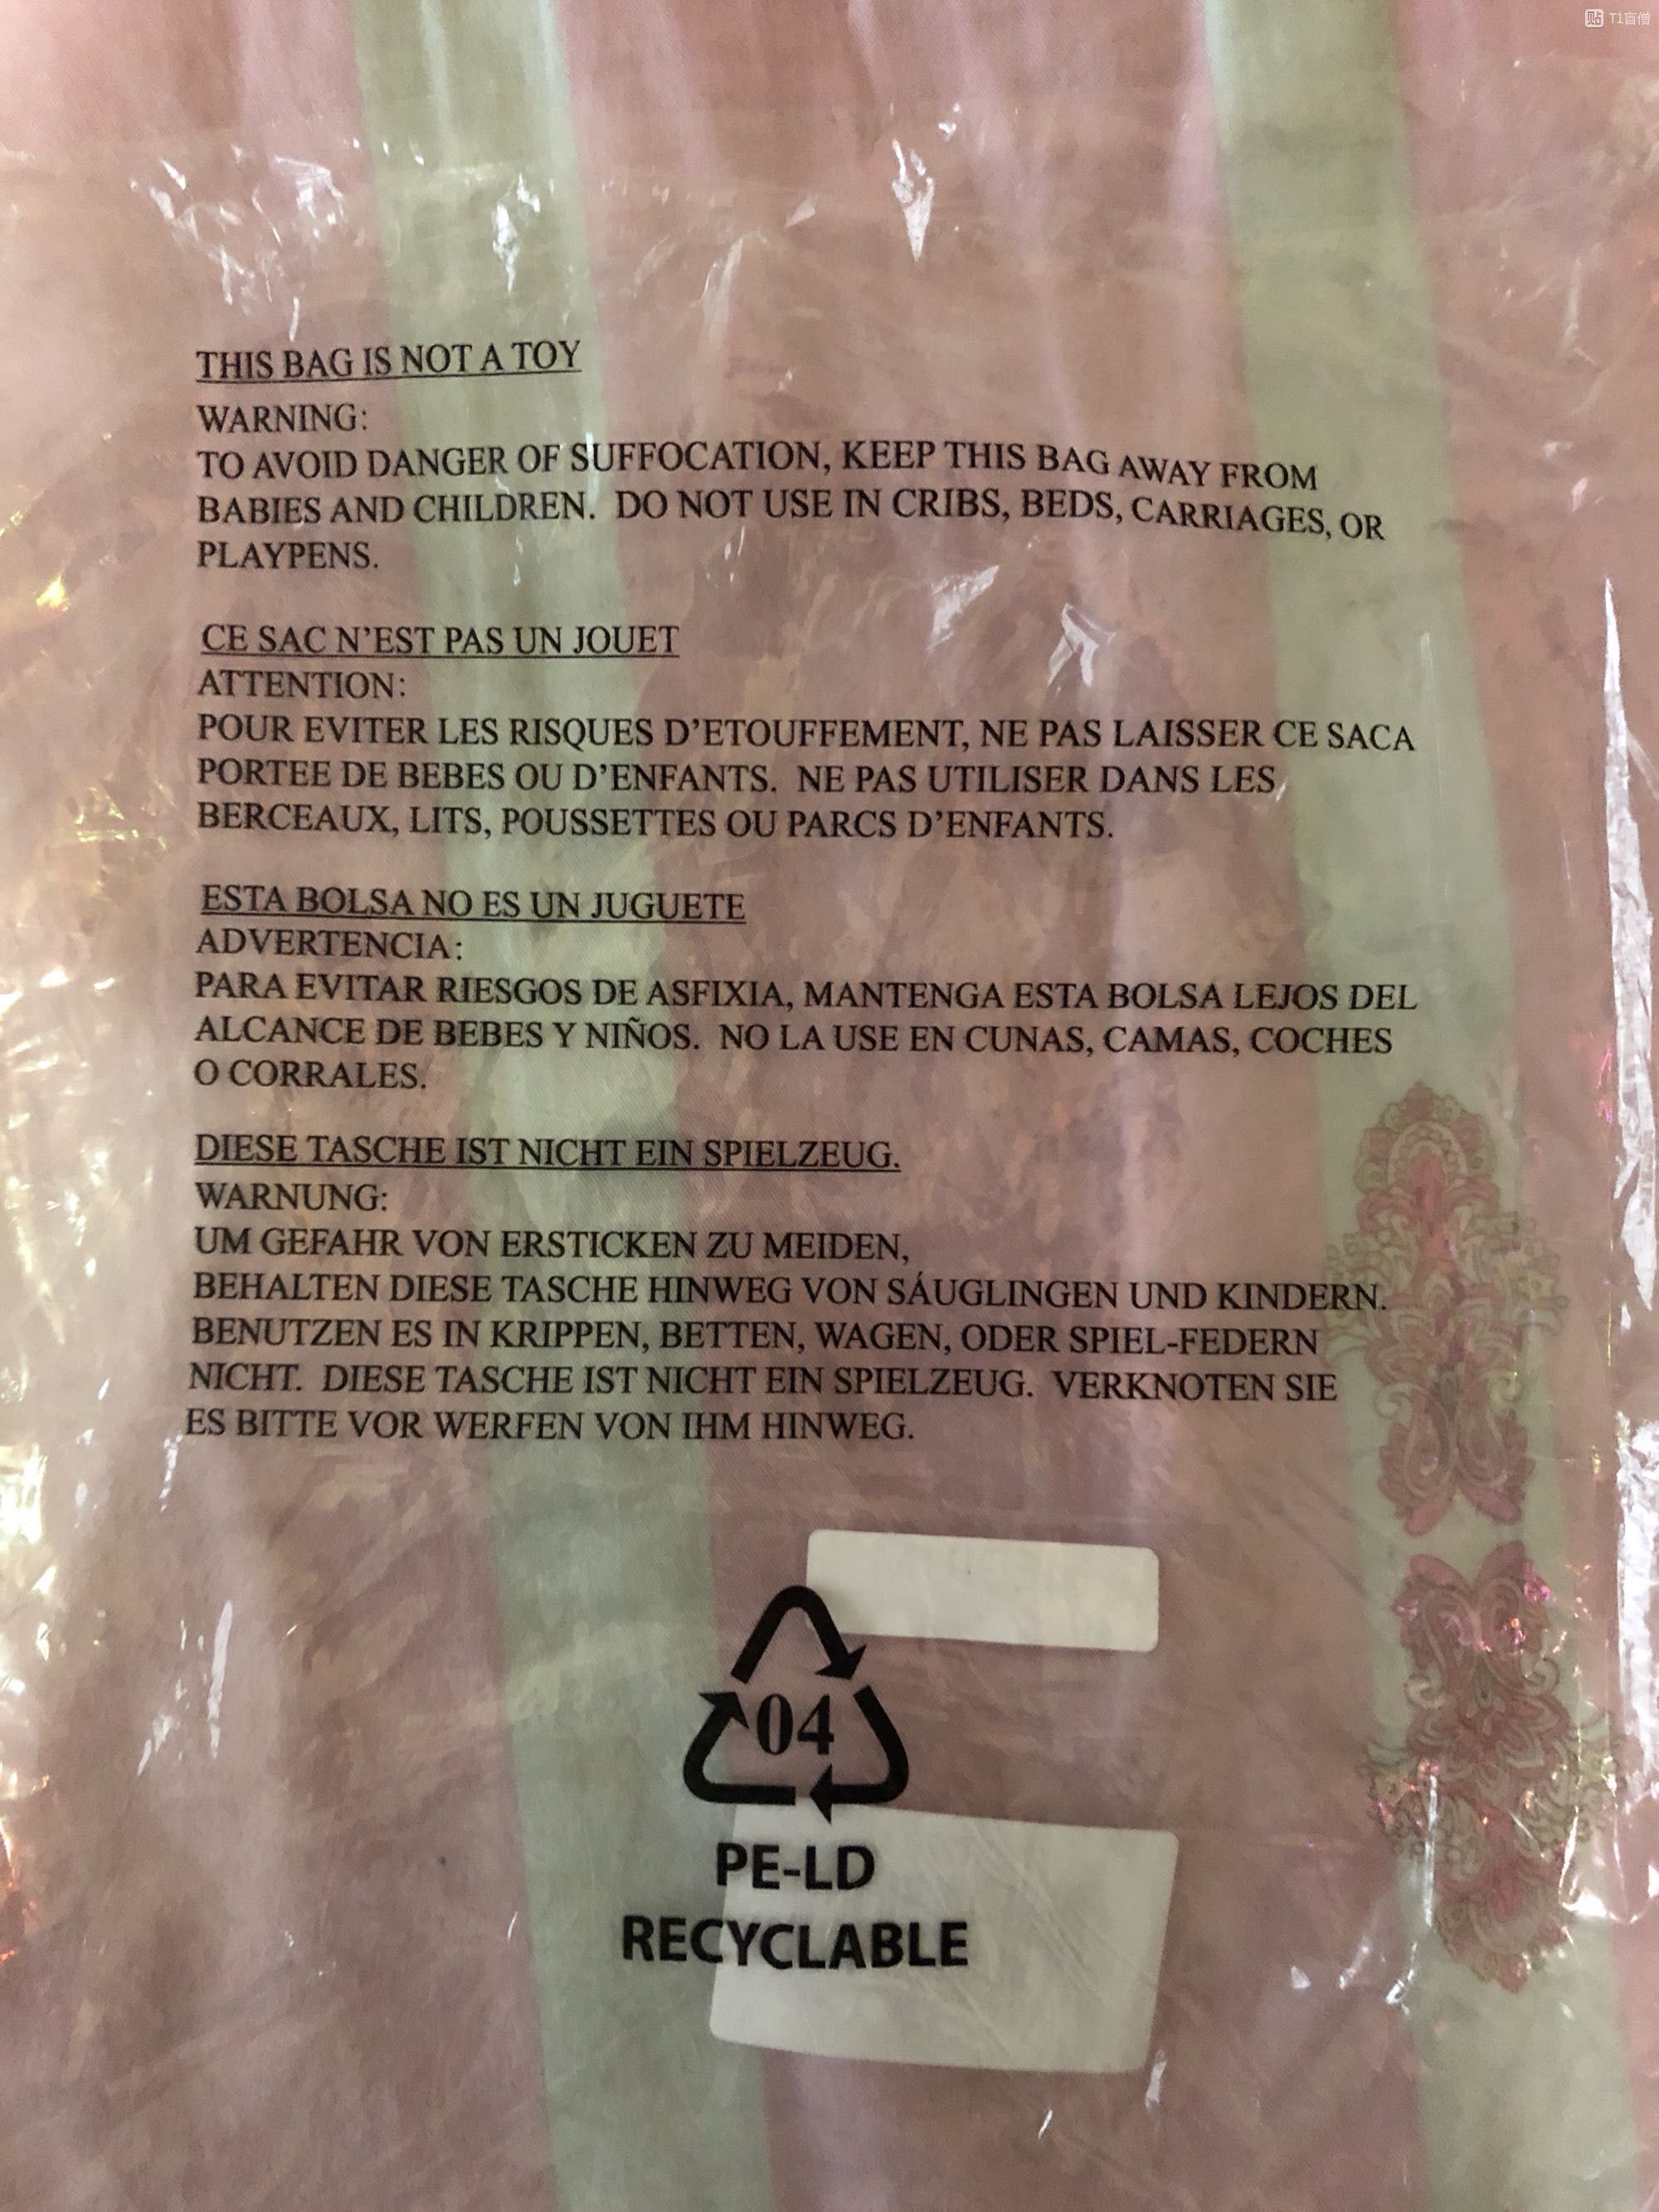 贴 T1盲僧
THIS BAG IS NOT A TOY
WARNING:
TO AVOID DANGER OF SUFFOCATION, KEEP THIS BAG AWAY FROM
BABIES AND CHILDREN. DO NOT USE IN CRIBS, BEDS, CARRIAGES, OR
PLAYPENS.
CE SAC N'EST PAS UN JOUET
ATTENTION:
POUR EVITER LES RISQUES D'ETOUFFEMENT, NE PAS LAISSER CE SACA
PORTEE DE BEBES OU D'ENFANTS. NE PAS UTILISER DANS LES
BERCEAUX, LITS, POUSSETTES OU PARCS D'ENFANTS.
ESTA BOLSA NO ES UN JUGUETE
ADVERTENCIA:
PARA EVITAR RIESGOS DE ASFIXIA, MANTENGA ESTA BOLSA LEJOS DEL
ALCANCE DE BEBES Y NIÑOS. NO LA USE EN CUNAS, CAMAS, COCHES
O CORRALES.
DIESE TASCHE IST NICHT EIN SPIELZEUG.
WARNUNG:
UM GEFAHR VON ERSTICKEN ZU MEIDEN,
BEHALTEN DIESE TASCHE HINWEG VON SÁUGLINGEN UND KINDERN.
BENUTZEN ES IN KRIPPEN, BETTEN, WAGEN, ODER SPIEL-FEDERN
NICHT. DIESE TASCHE IST NICHT EIN SPIELZEUG. VERKNOTEN SIE
ES BITTE VOR WERFEN VON IHM HINWEG.
04
PE-LD
RECYCLABLE